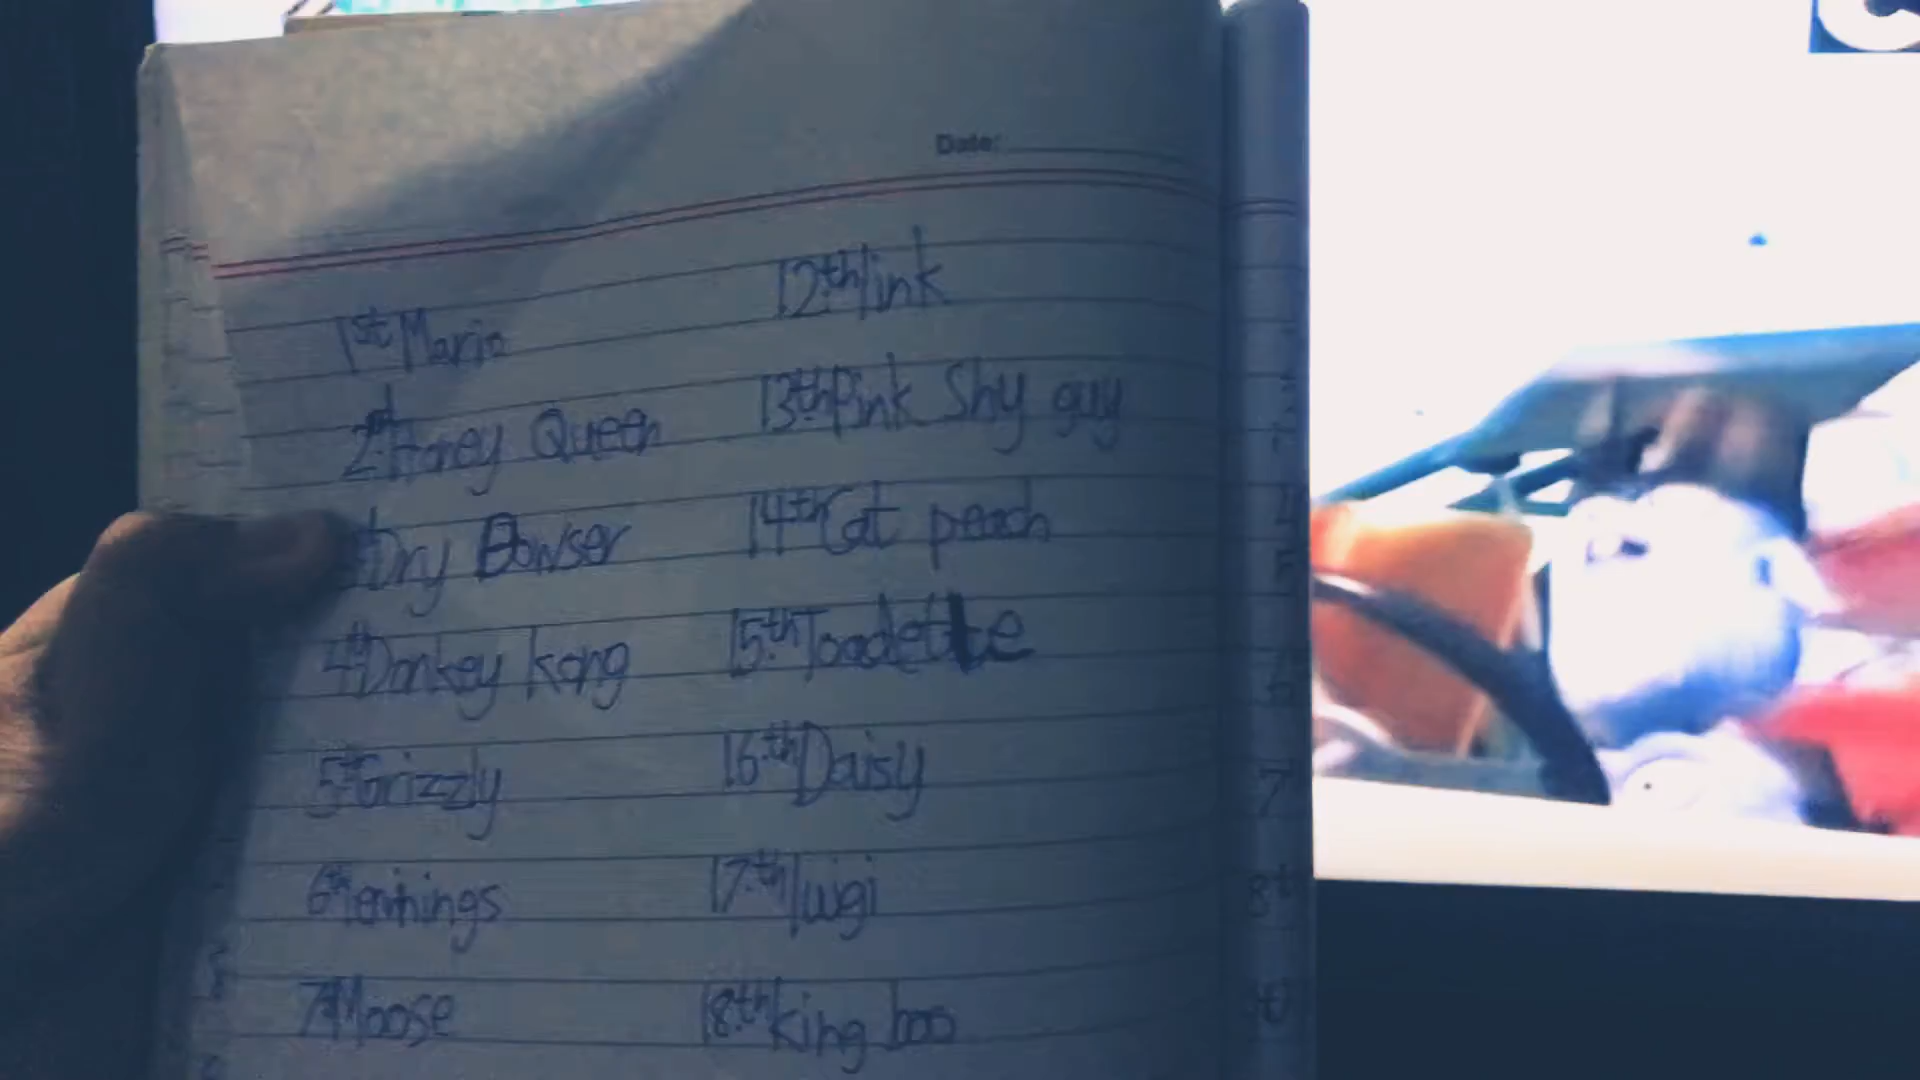 Date:
1st Mario
2nd Honey Queen
Dry Bowser
4th Donkey kong
5th Grizzly
6th
7th Moose
12th link
13th Pink Shy guy
14th Cat peach
15th Toadette
16th Daisy
17th luigi
18th king boo